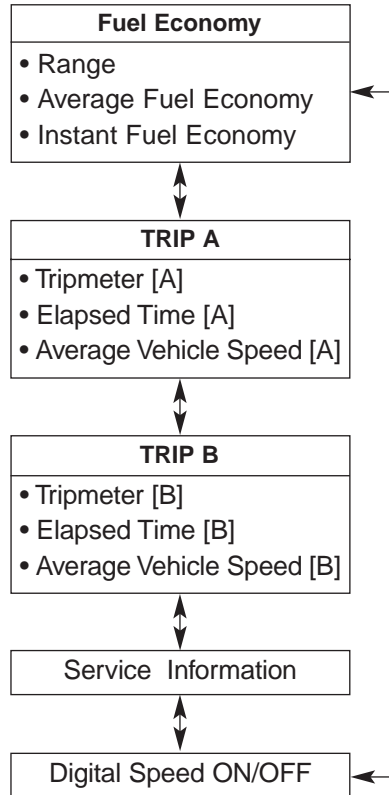 Fuel Economy
• Range
• Average Fuel Economy
• Instant Fuel Economy
TRIP A
• Tripmeter [A]
• Elapsed Time [A]
• Average Vehicle Speed [A]
TRIP B
• Tripmeter [B]
• Elapsed Time [B]
• Average Vehicle Speed [B]
Service Information
Digital Speed ON/OFF